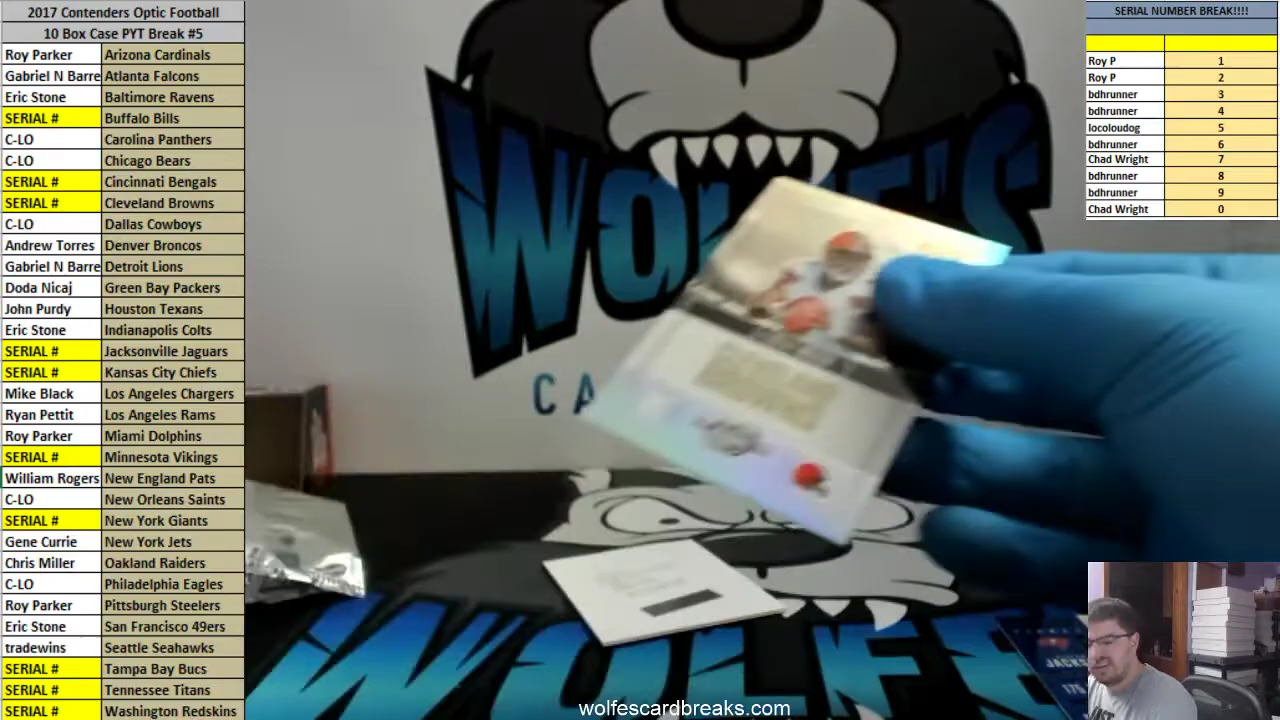 2017 Contenders Optic Football
10 Box Case PYT Break #5
Roy Parker Arizona Cardinals
Gabriel N Barre Atlanta Falcons
Eric Stone Baltimore Ravens
SERIAL # Buffalo Bills
C-LO Carolina Panthers
C-LO Chicago Bears
SERIAL # Cincinnati Bengals
SERIAL # Cleveland Browns
C-LO Dallas Cowboys
Andrew Torres Denver Broncos
Gabriel N Barre Detroit Lions
Doda Nicaj Green Bay Packers
John Purdy Houston Texans
Eric Stone Indianapolis Colts
SERIAL # Jacksonville Jaguars
SERIAL # Kansas City Chiefs
Mike Black Los Angeles Chargers
Ryan Pettit Los Angeles Rams
Roy Parker Miami Dolphins
SERIAL # Minnesota Vikings
William Rogers New England Pats
C-LO New Orleans Saints
SERIAL # New York Giants
Gene Currie New York Jets
Chris Miller Oakland Raiders
C-LO Philadelphia Eagles
Roy Parker Pittsburgh Steelers
Eric Stone San Francisco 49ers
tradewins Seattle Seahawks
SERIAL # Tampa Bay Bucs
SERIAL # Tennessee Titans
SERIAL # Washington Redskins
WOLFE'S
CA
WOLFE
JACKS
175
wolfescardbreaks.com
SERIAL NUMBER BREAK!!!!
Roy P 1
Roy P 2
bdhrunner 3
bdhrunner 4
locoloudog 5
bdhrunner 6
Chad Wright 7
bdhrunner 8
bdhrunner 9
Chad Wright 0